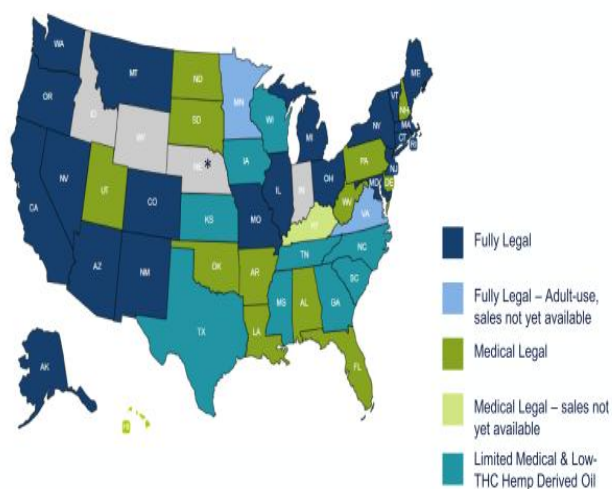 WA
MT
ND
MN
ME
OR
ID
WY
SD
WI
MI
NY
VT
NH
MA
CT
RI
NV
UT
CO
NE*
IA
IL
IN
OH
PA
NJ
MD
DE
CA
KS
MO
KY
WV
VA
AZ
NM
OK
AR
TN
NC
SC
TX
LA
MS
AL
GA
FL
AK
HI
Fully Legal
Fully Legal – Adult-use,
sales not yet available
Medical Legal
Medical Legal – sales not
yet available
Limited Medical & Low-
THC Hemp Derived Oil